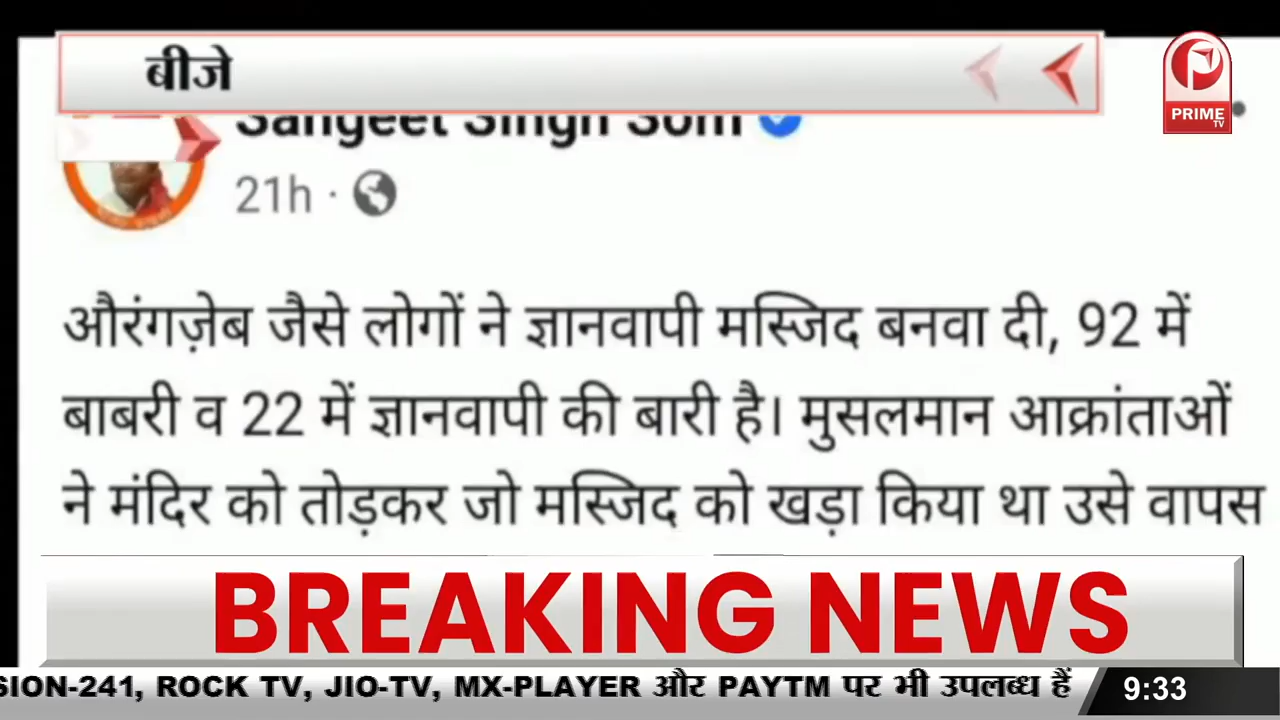 बीजे
PRIME
TV
Sangeet Singh Som
21h ·
औरंगज़ेब जैसे लोगों ने ज्ञानवापी मस्जिद बनवा दी, 92 में
बाबरी व 22 में ज्ञानवापी की बारी है। मुसलमान आक्रांताओं
ने मंदिर को तोड़कर जो मस्जिद को खड़ा किया था उसे वापस
BREAKING NEWS
SION-241, ROCK TV, JIO-TV, MX-PLAYER और PAYTM पर भी उपलब्ध हैं
9:33